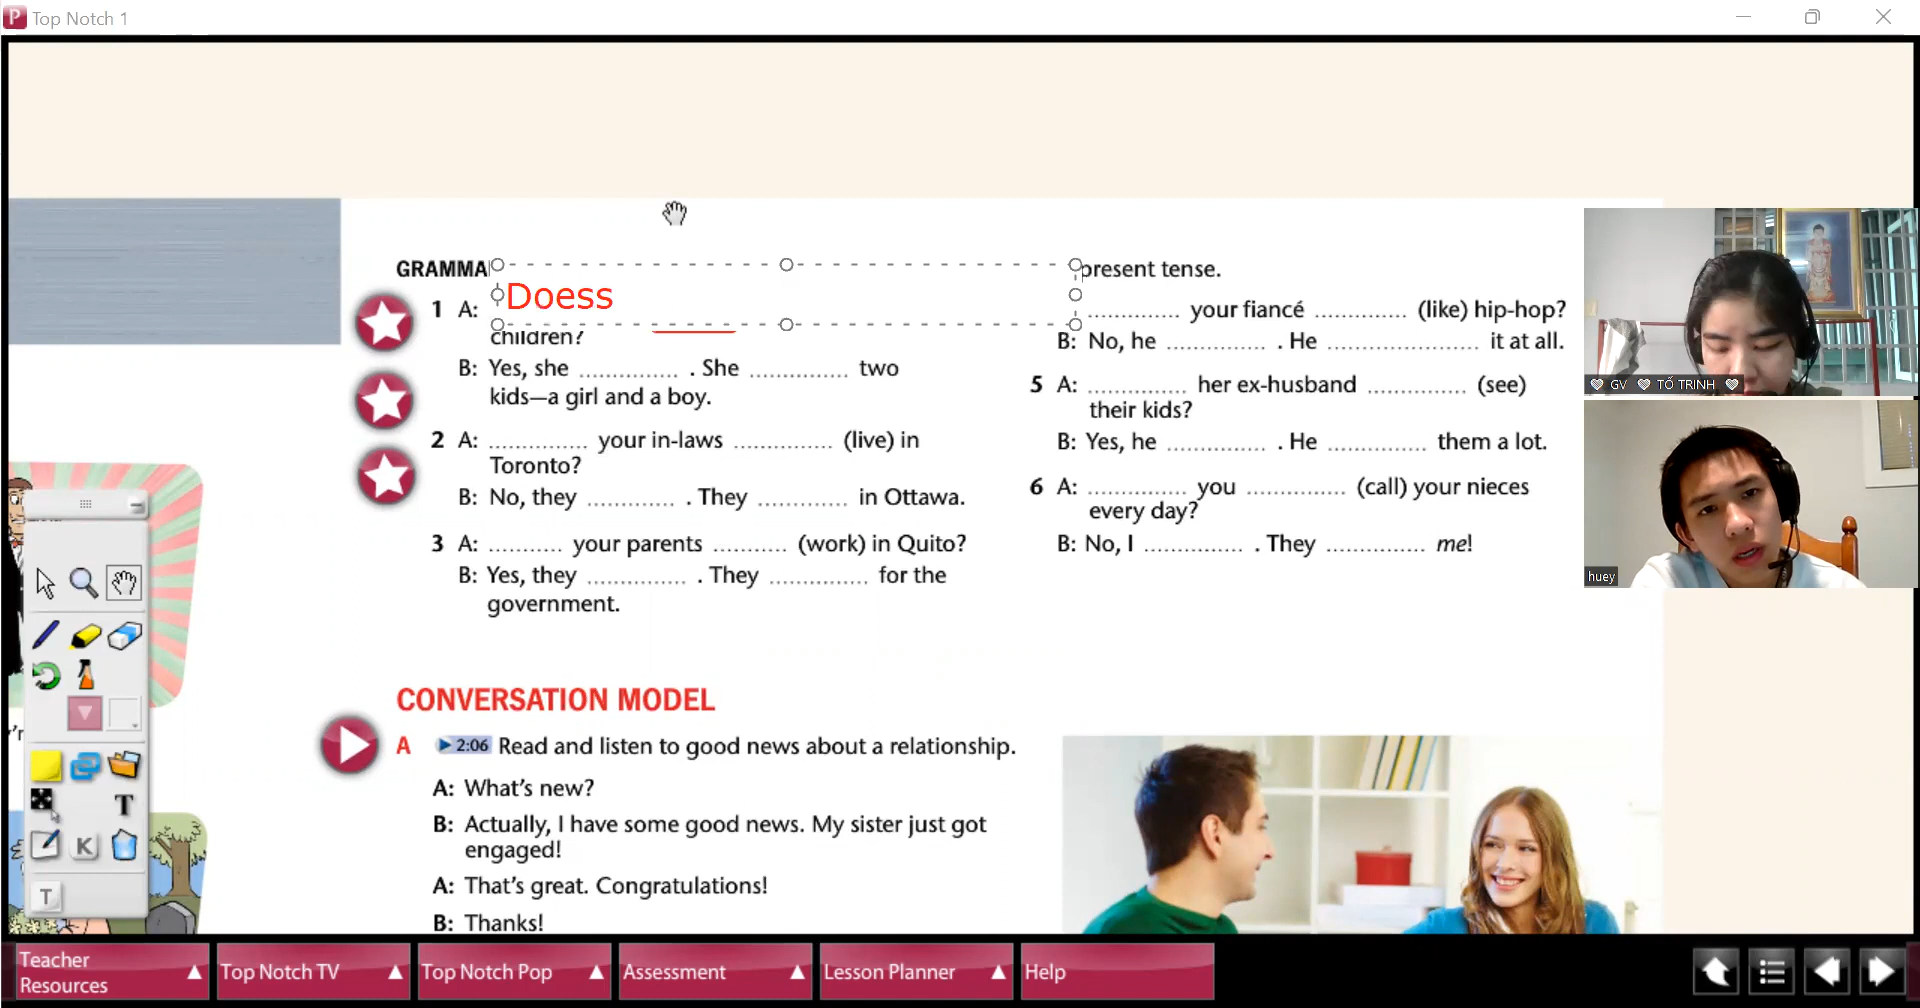 Top Notch 1
GRAMMA
present tense.
1 A: Doess
children?
B: Yes, she .............. . She .............. two
kids—a girl and a boy.
2 A: .............. your in-laws .............. (live) in
Toronto?
B: No, they ............. . They ............. in Ottawa.
3 A: ........... your parents ........... (work) in Quito?
B: Yes, they .............. . They .............. for the
government.
............. your fiancé ............. (like) hip-hop?
B: No, he .............. . He ...................... it at all.
5 A: .............. her ex-husband .............. (see)
their kids?
B: Yes, he .............. . He .............. them a lot.
6 A: .............. you .............. (call) your nieces
every day?
B: No, I .............. . They .............. me!
GV TỐ TRINH
huey
CONVERSATION MODEL
A 2:06 Read and listen to good news about a relationship.
A: What's new?
B: Actually, I have some good news. My sister just got
engaged!
A: That's great. Congratulations!
B: Thanks!
T
K
T
Teacher
Resources
Top Notch TV
Top Notch Pop
Assessment
Lesson Planner
Help